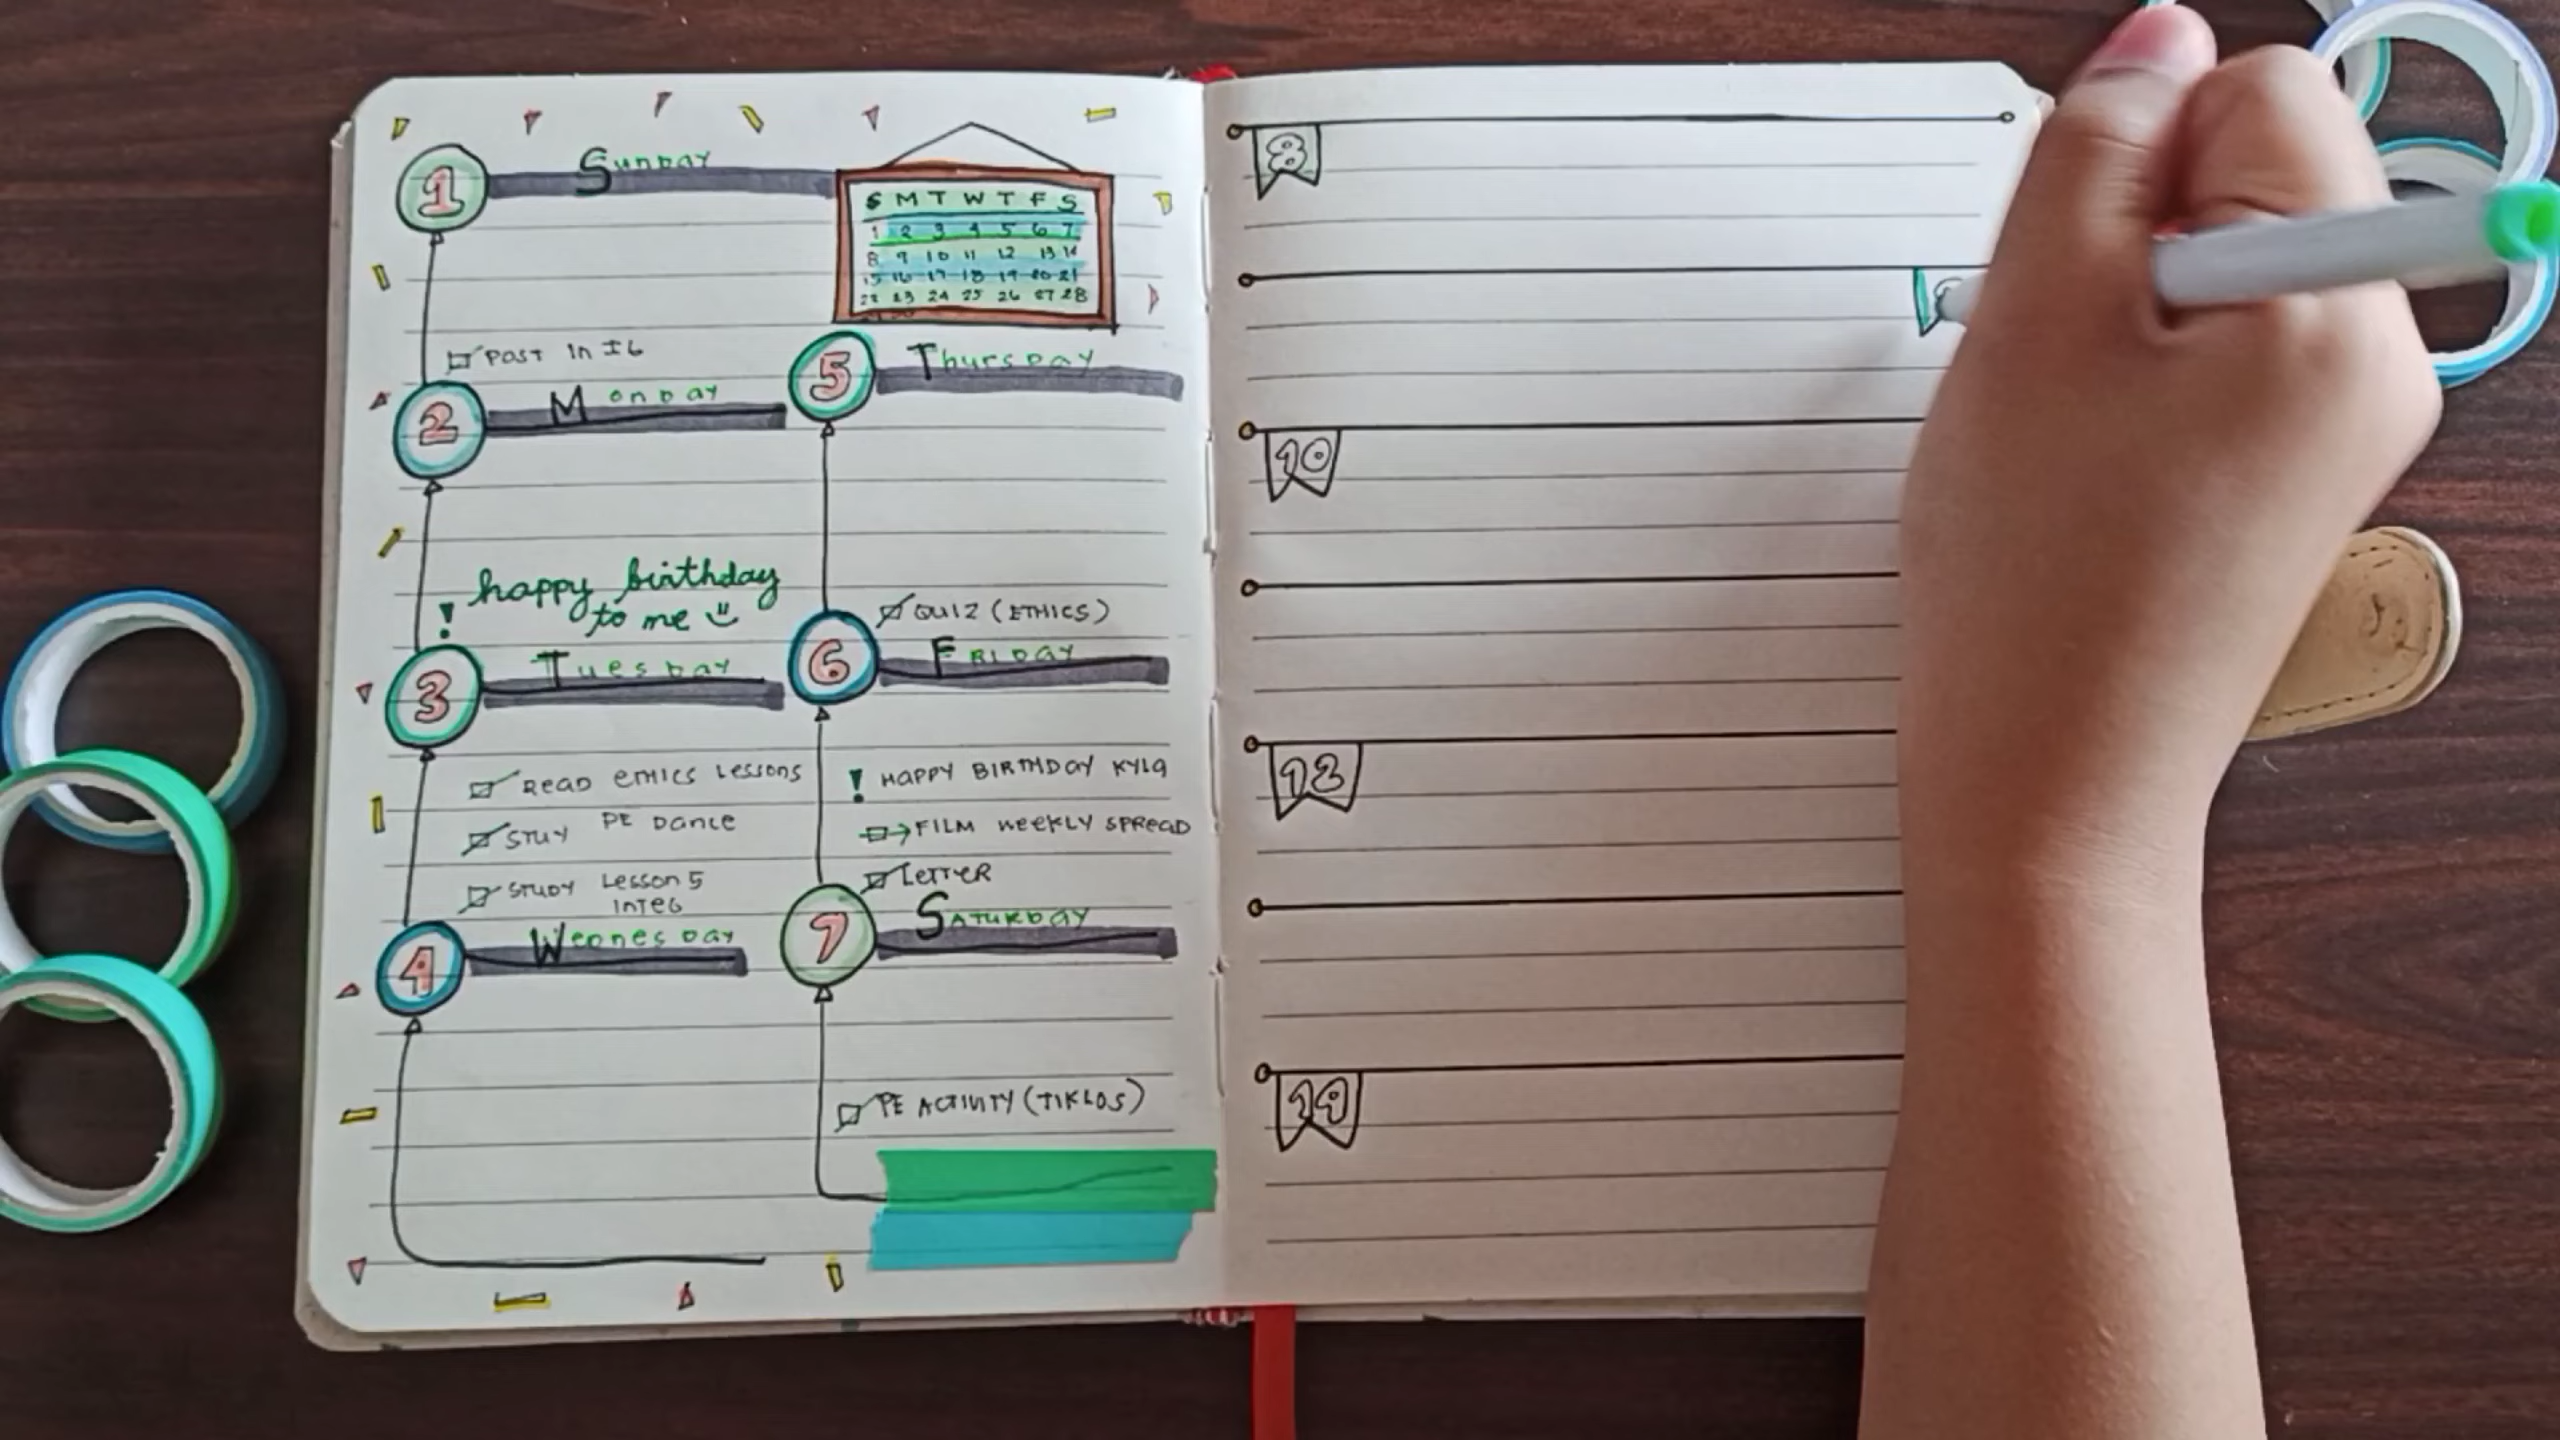 1 Sunday
S M T W T F S
1 2 3 4 5 6 7
8 9 10 11 12 13 14
15 16 17 18 19 20 21
22 23 24 25 26 27 28
POST IN IG
2 Monday
happy birthday
! to me
3 Tuesday
READ ETHICS LESSONS
STUY PE DANCE
STUDY LESSON 5
INTEG
4 Wednesday
5 Thursday
QUIZ (ETHICS)
6 FRIDAY
! HAPPY BIRTHDAY KYLA
FILM WEEKLY SPREAD
LETTER
7 SATURDAY
PE ACTIVITY (TIKLOS)
8
10
12
14